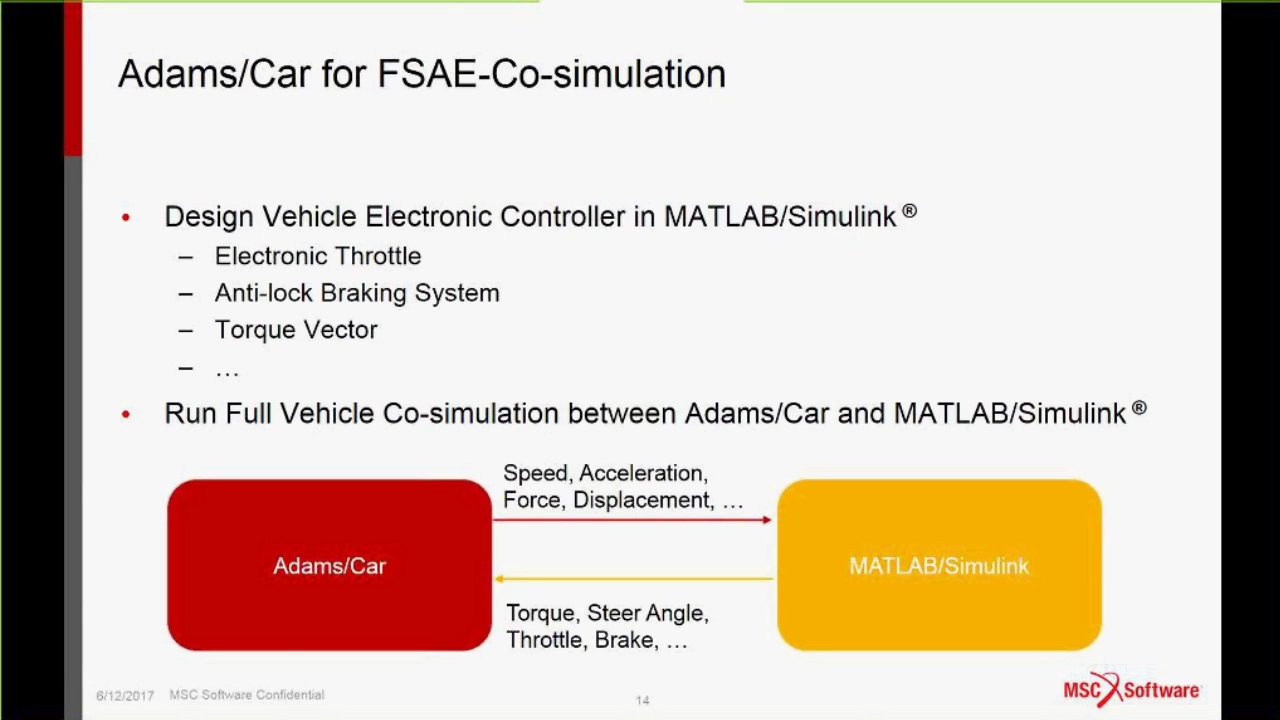 Adams/Car for FSAE-Co-simulation
• Design Vehicle Electronic Controller in MATLAB/Simulink ®
– Electronic Throttle
– Anti-lock Braking System
– Torque Vector
– …
• Run Full Vehicle Co-simulation between Adams/Car and MATLAB/Simulink ®
Speed, Acceleration,
Force, Displacement, …
Adams/Car
MATLAB/Simulink
Torque, Steer Angle,
Throttle, Brake, …
6/12/2017 MSC Software Confidential
14
MSC Software